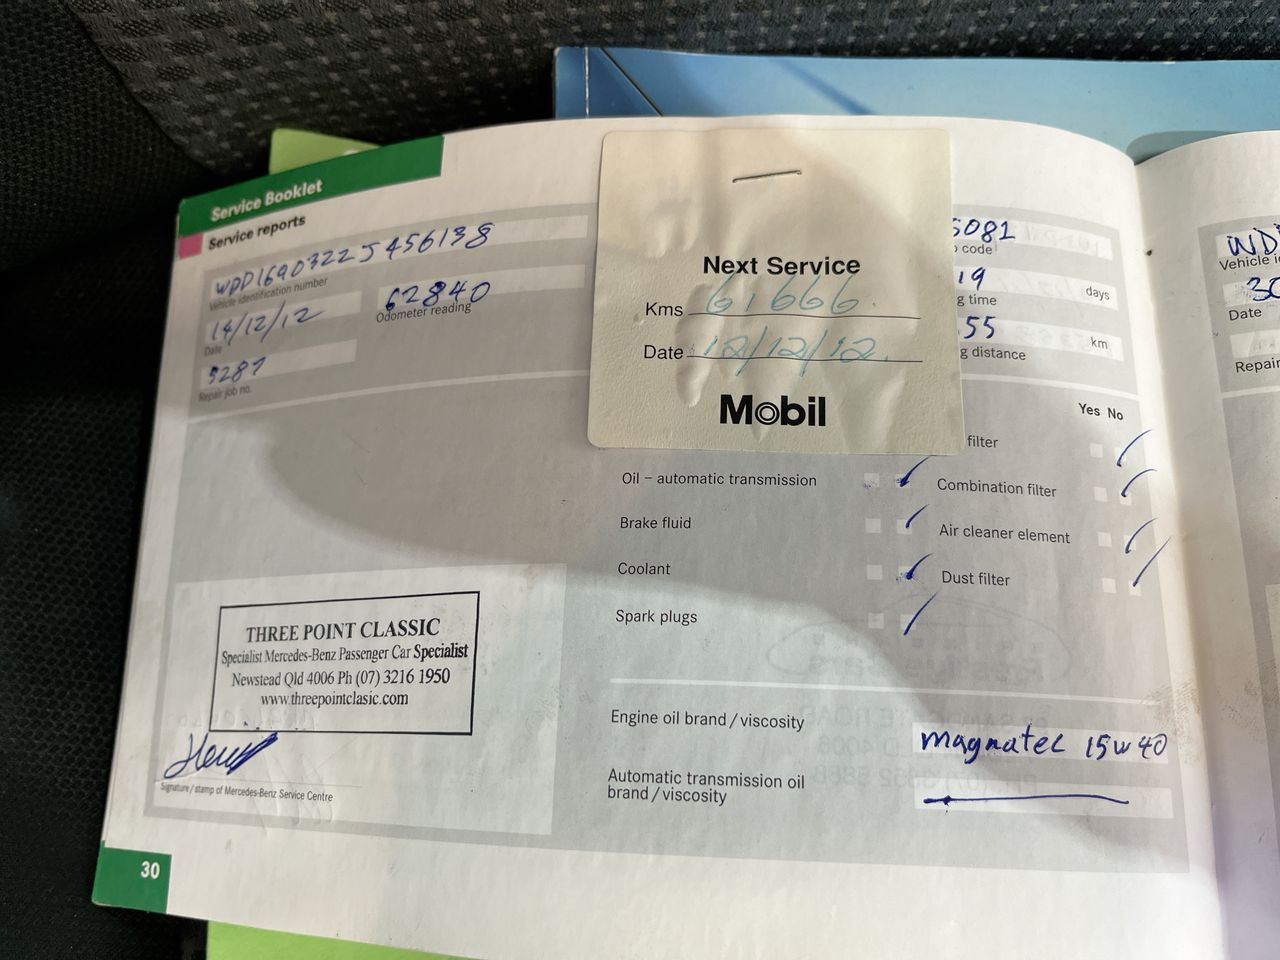 Service Booklet
Service reports
WDD1690322J456138
Vehicle identification number
14/12/12
Date
62840
Odometer reading
5287
Repair job no.
Next Service
Kms 61666.
Date 12/12/12.
Mobil
5081
code
19 days
g time
55 km
g distance
Yes No
filter
Oil – automatic transmission
Combination filter
Brake fluid
Air cleaner element
Coolant
Dust filter
Spark plugs
THREE POINT CLASSIC
Specialist Mercedes-Benz Passenger Car Specialist
Newstead Qld 4006 Ph (07) 3216 1950
www.threepointclasic.com
Signature / stamp of Mercedes-Benz Service Centre
Engine oil brand / viscosity
magnatec 15w40
Automatic transmission oil
brand / viscosity
30
WD
Vehicle i
30
Date
Repair